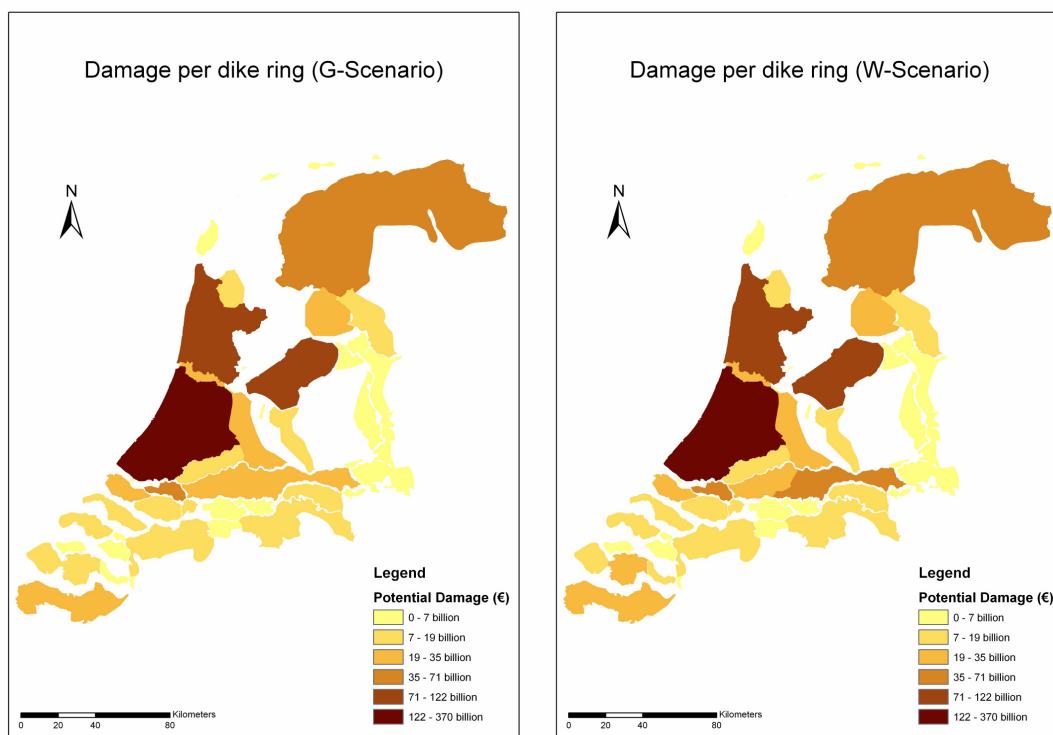 Damage per dike ring (G-Scenario)
N
Legend
Potential Damage (€)
0 - 7 billion
7 - 19 billion
19 - 35 billion
35 - 71 billion
71 - 122 billion
122 - 370 billion
Kilometers
0 20 40 80
Damage per dike ring (W-Scenario)
N
Legend
Potential Damage (€)
0 - 7 billion
7 - 19 billion
19 - 35 billion
35 - 71 billion
71 - 122 billion
122 - 370 billion
Kilometers
0 20 40 80